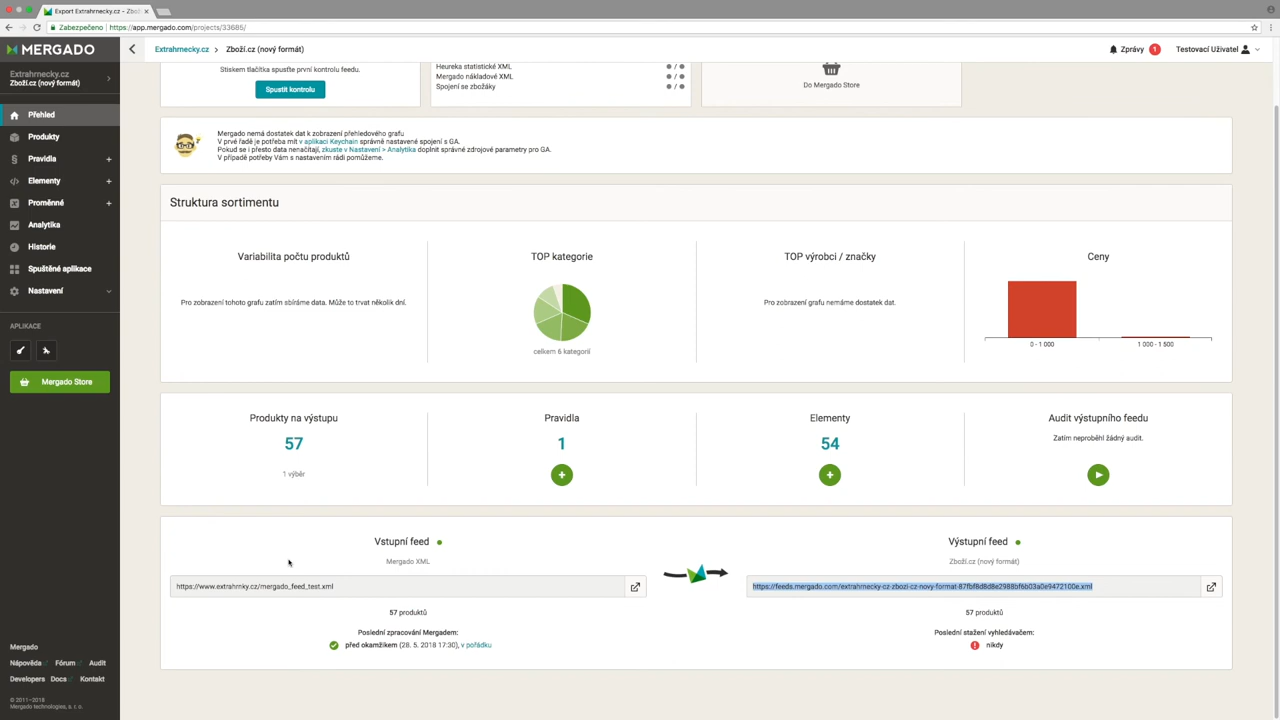 Export Extrahrnecky.cz - Zbož
Zabezpečeno | https://app.mergado.com/projects/33685/
MERGADO
Extrahrnecky.cz > Zboží.cz (nový formát)
Zprávy 1
Testovací Uživatel
Extrahrnecky.cz
Zboží.cz (nový formát)
Přehled
Produkty
Pravidla +
Elementy +
Proměnné +
Analytika
Historie
Spuštěné aplikace
Nastavení
APLIKACE
Mergado Store
Mergado
Nápověda Fórum Audit
Developers Docs Kontakt
© 2011–2018
Mergado technologies, s. r. o.
Stiskem tlačítka spusťte první kontrolu feedu.
Spustit kontrolu
Heureka statistické XML
Mergado nákladové XML
Spojení se zbožáky
Do Mergado Store
Mergado nemá dostatek dat k zobrazení přehledového grafu
V prvé řadě je potřeba mít v aplikaci Keychain správně nastavené spojení s GA.
Pokud se i přesto data nenačítají, zkuste v Nastavení > Analytika doplnit správné zdrojové parametry pro GA.
V případě potřeby Vám s nastavením rádi pomůžeme.
Struktura sortimentu
Variabilita počtu produktů
Pro zobrazení tohoto grafu zatím sbíráme data. Může to trvat několik dní.
TOP kategorie
celkem 6 kategorií
TOP výrobci / značky
Pro zobrazení grafu nemáme dostatek dat.
Ceny
0 - 1 000
1 000 - 1 500
Produkty na výstupu
57
1 výběr
Pravidla
1
Elementy
54
Audit výstupního feedu
Zatím neproběhl žádný audit.
Vstupní feed
Mergado XML
https://www.extrahrnky.cz/mergado_feed_test.xml
57 produktů
Poslední zpracování Mergadem:
před okamžikem (28. 5. 2018 17:30), v pořádku
Výstupní feed
Zboží.cz (nový formát)
https://feeds.mergado.com/extrahrnecky-cz-zbozi-cz-novy-format-87fbf8d8d8e2988bf6b03a0e9472100e.xml
57 produktů
Poslední stažení vyhledávačem:
nikdy